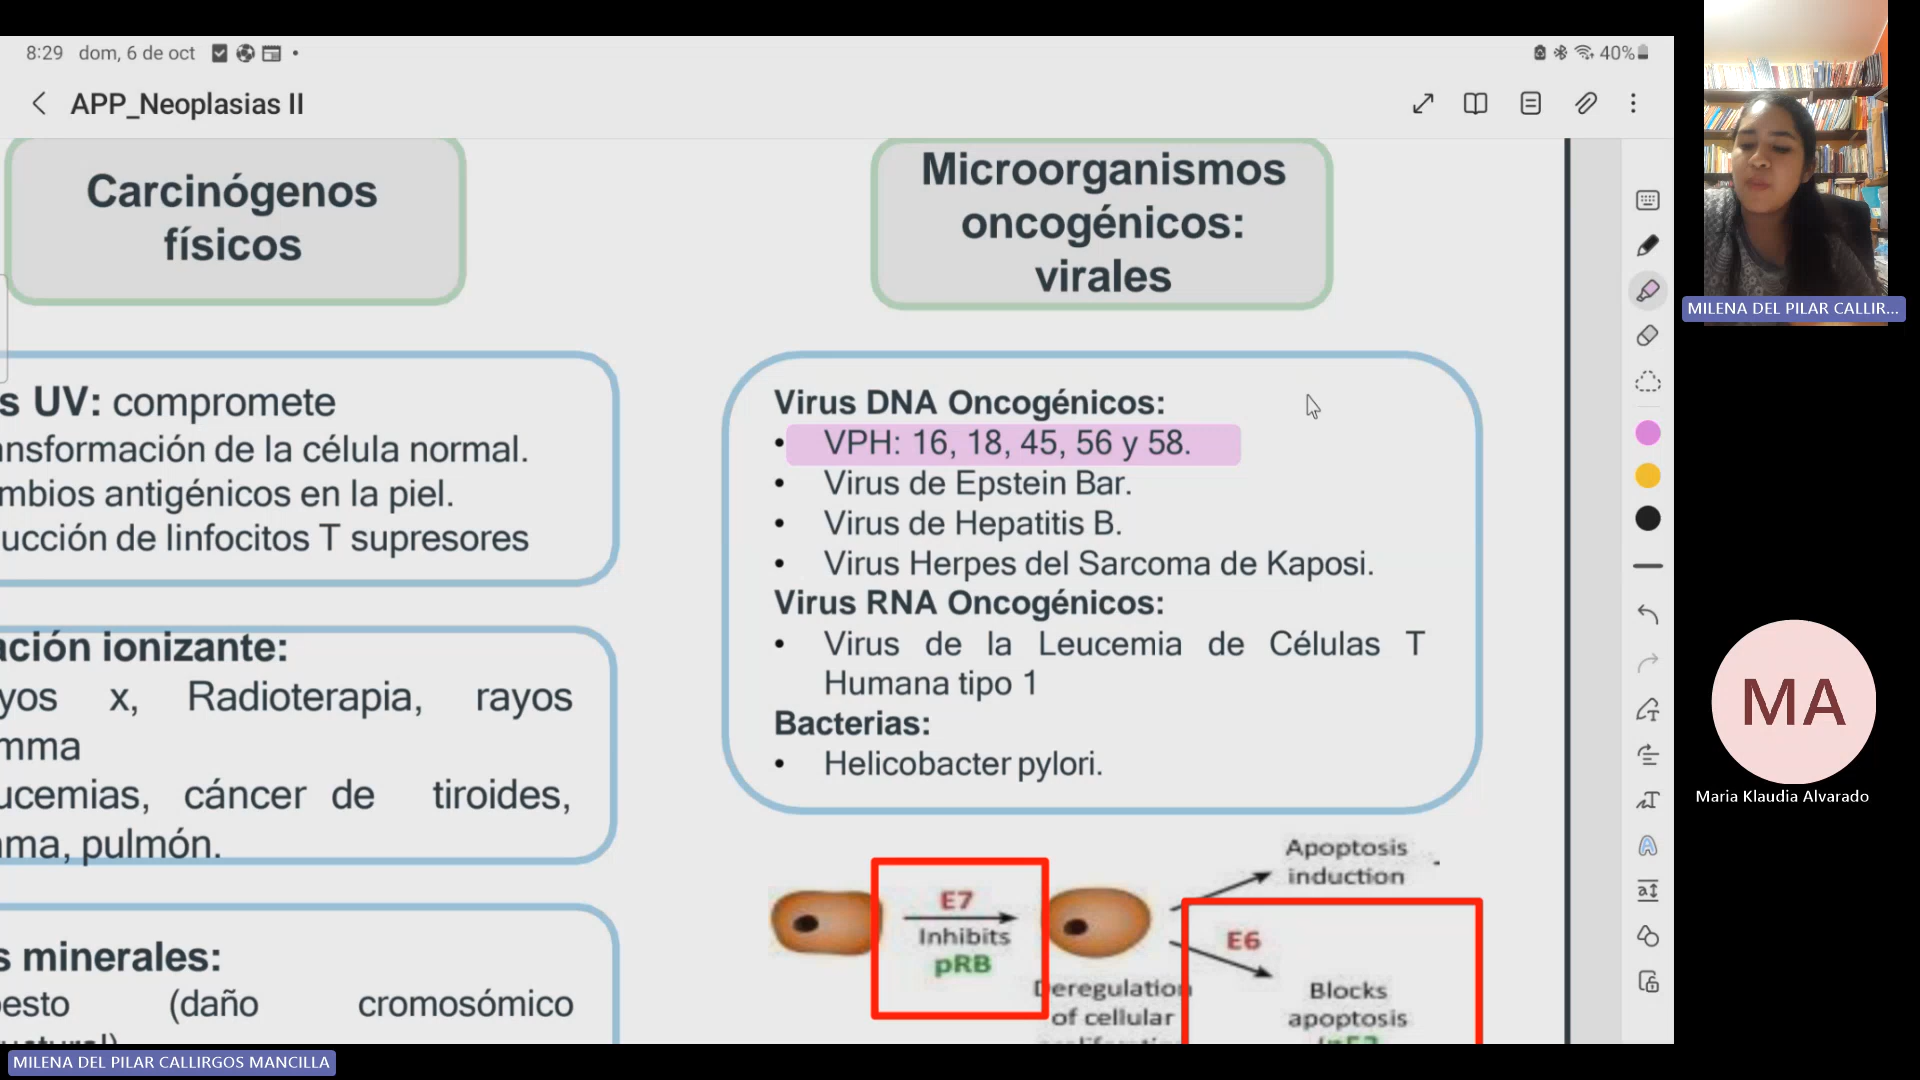 8:29 dom, 6 de oct
40%
APP_Neoplasias II
Carcinógenos
físicos
s UV: compromete
ansformación de la célula normal.
mbios antigénicos en la piel.
ucción de linfocitos T supresores
ación ionizante:
yos x, Radioterapia, rayos
mma
ucemias, cáncer de tiroides,
ama, pulmón.
s minerales:
esto (daño cromosómico
Microorganismos
oncogénicos:
virales
Virus DNA Oncogénicos:
• VPH: 16, 18, 45, 56 y 58.
• Virus de Epstein Bar.
• Virus de Hepatitis B.
• Virus Herpes del Sarcoma de Kaposi.
Virus RNA Oncogénicos:
• Virus de la Leucemia de Células T
Humana tipo 1
Bacterias:
• Helicobacter pylori.
E7
Inhibits
pRB
Deregulation
of cellular
Apoptosis
induction
E6
Blocks
apoptosis
MILENA DEL PILAR CALLIR...
MA
Maria Klaudia Alvarado
MILENA DEL PILAR CALLIRGOS MANCILLA